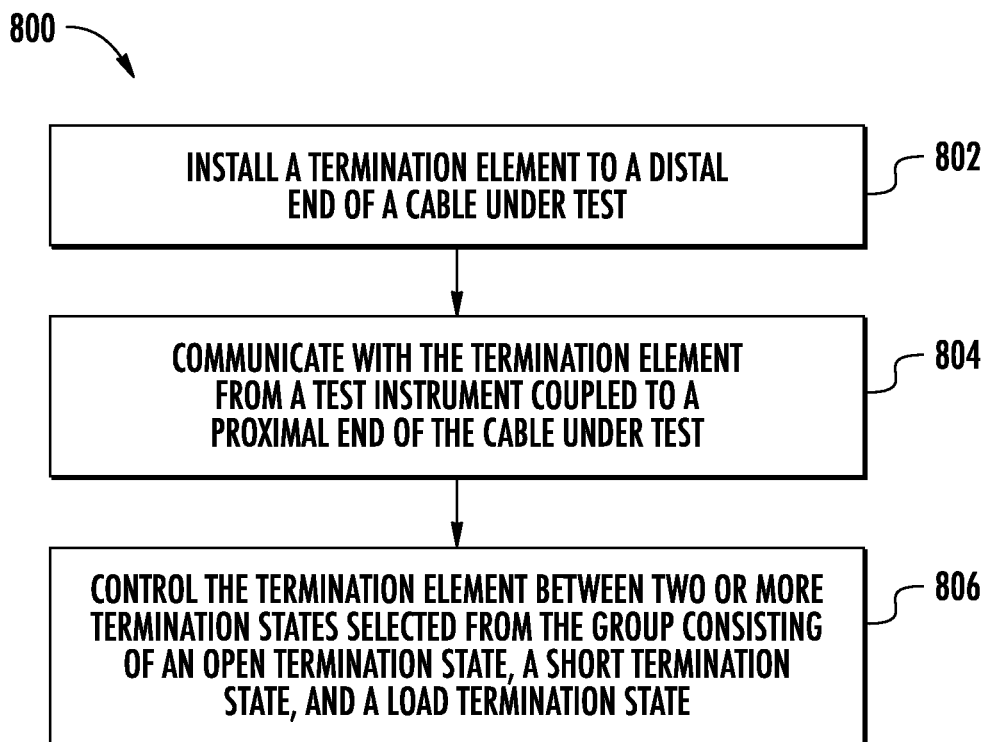 800
INSTALL A TERMINATION ELEMENT TO A DISTAL
END OF A CABLE UNDER TEST
802
COMMUNICATE WITH THE TERMINATION ELEMENT
FROM A TEST INSTRUMENT COUPLED TO A
PROXIMAL END OF THE CABLE UNDER TEST
804
CONTROL THE TERMINATION ELEMENT BETWEEN TWO OR MORE
TERMINATION STATES SELECTED FROM THE GROUP CONSISTING
OF AN OPEN TERMINATION STATE, A SHORT TERMINATION
STATE, AND A LOAD TERMINATION STATE
806